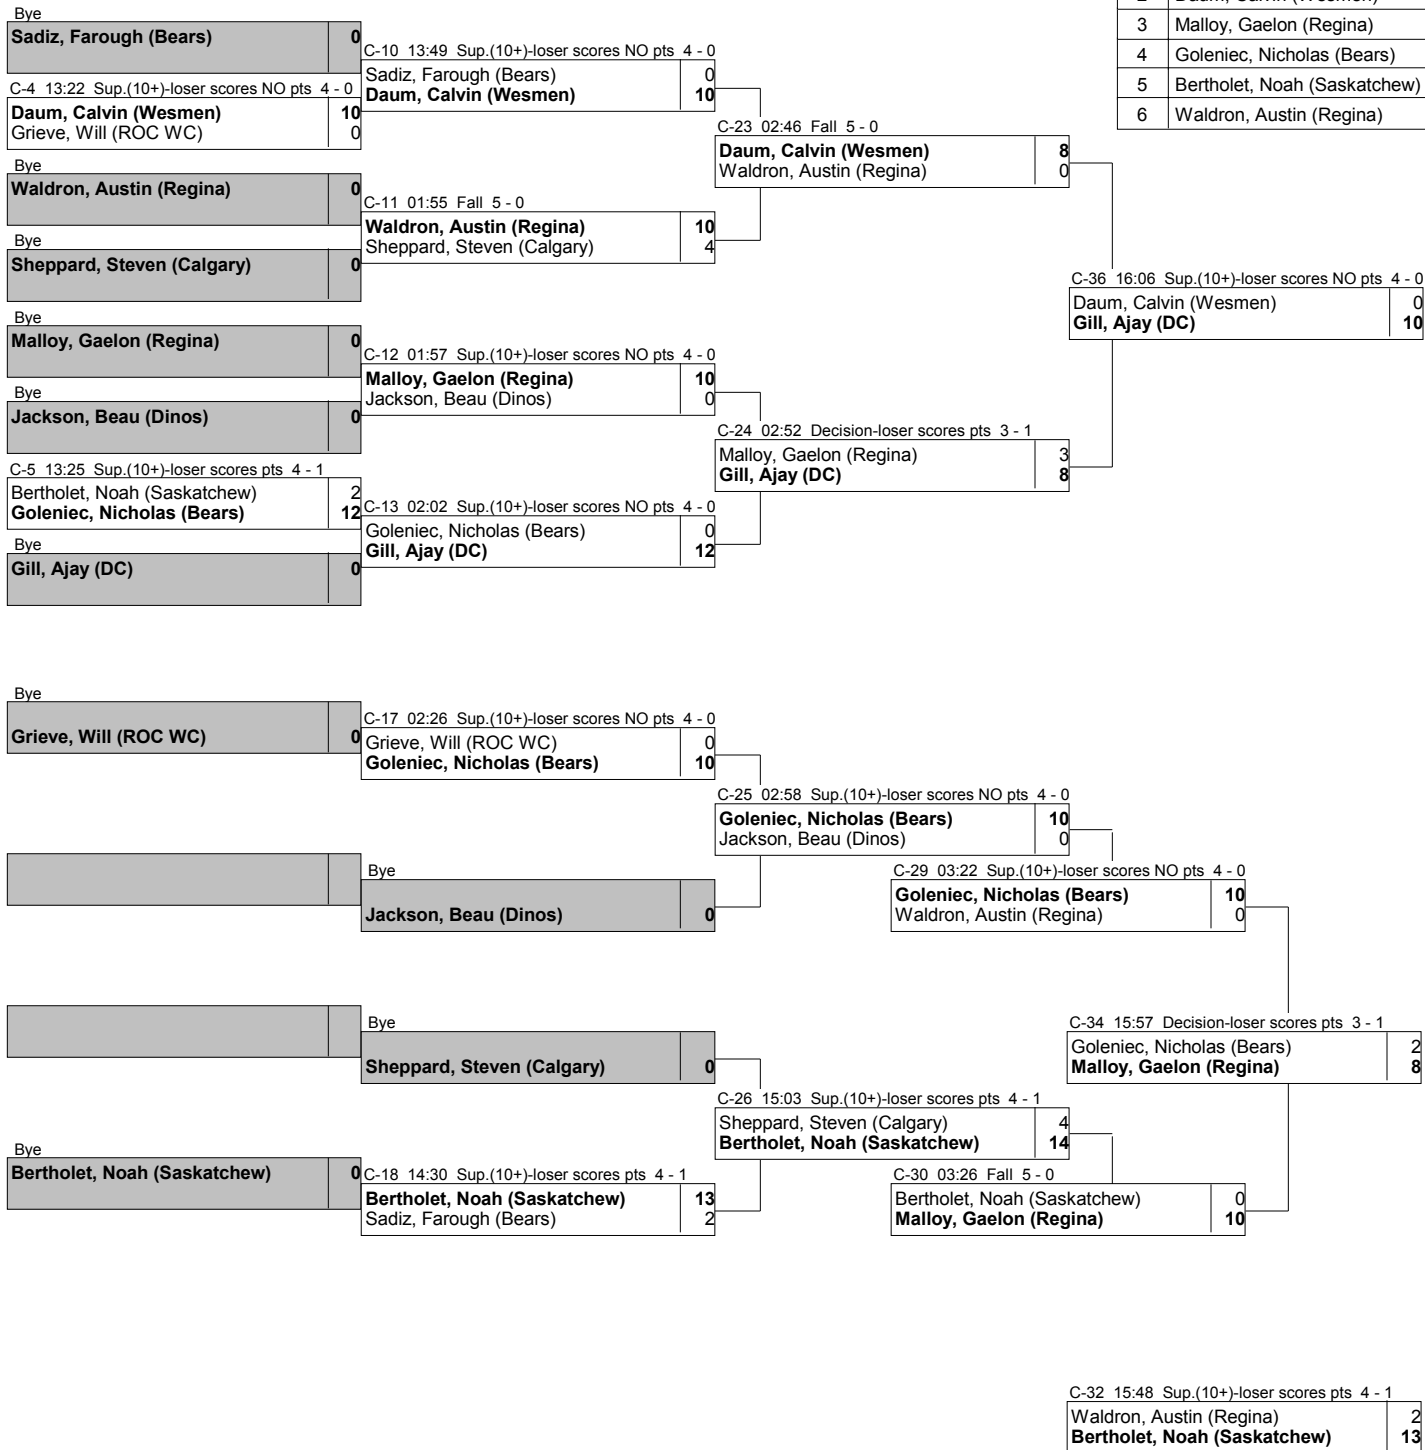 Bye
Sadiz, Farough (Bears) 0
C-4 13:22 Sup.(10+)-loser scores NO pts 4 - 0
Daum, Calvin (Wesmen) 10
Grieve, Will (ROC WC) 0
Bye
Waldron, Austin (Regina) 0
Bye
Sheppard, Steven (Calgary) 0
Bye
Malloy, Gaelon (Regina) 0
Bye
Jackson, Beau (Dinos) 0
C-5 13:25 Sup.(10+)-loser scores pts 4 - 1
Bertholet, Noah (Saskatchew) 2
Goleniec, Nicholas (Bears) 12
Bye
Gill, Ajay (DC) 0
C-10 13:49 Sup.(10+)-loser scores NO pts 4 - 0
Sadiz, Farough (Bears) 0
Daum, Calvin (Wesmen) 10
C-11 01:55 Fall 5 - 0
Waldron, Austin (Regina) 10
Sheppard, Steven (Calgary) 4
C-12 01:57 Sup.(10+)-loser scores NO pts 4 - 0
Malloy, Gaelon (Regina) 10
Jackson, Beau (Dinos) 0
C-13 02:02 Sup.(10+)-loser scores NO pts 4 - 0
Goleniec, Nicholas (Bears) 0
Gill, Ajay (DC) 12
C-23 02:46 Fall 5 - 0
Daum, Calvin (Wesmen) 8
Waldron, Austin (Regina) 0
C-24 02:52 Decision-loser scores pts 3 - 1
Malloy, Gaelon (Regina) 3
Gill, Ajay (DC) 8
C-36 16:06 Sup.(10+)-loser scores NO pts 4 - 0
Daum, Calvin (Wesmen) 0
Gill, Ajay (DC) 10
3 Malloy, Gaelon (Regina)
4 Goleniec, Nicholas (Bears)
5 Bertholet, Noah (Saskatchew)
6 Waldron, Austin (Regina)
Bye
Grieve, Will (ROC WC) 0
Bye
Bertholet, Noah (Saskatchew) 0
C-17 02:26 Sup.(10+)-loser scores NO pts 4 - 0
Grieve, Will (ROC WC) 0
Goleniec, Nicholas (Bears) 10
Bye
Jackson, Beau (Dinos) 0
Bye
Sheppard, Steven (Calgary) 0
C-18 14:30 Sup.(10+)-loser scores pts 4 - 1
Bertholet, Noah (Saskatchew) 13
Sadiz, Farough (Bears) 2
C-25 02:58 Sup.(10+)-loser scores NO pts 4 - 0
Goleniec, Nicholas (Bears) 10
Jackson, Beau (Dinos) 0
C-26 15:03 Sup.(10+)-loser scores pts 4 - 1
Sheppard, Steven (Calgary) 4
Bertholet, Noah (Saskatchew) 14
C-29 03:22 Sup.(10+)-loser scores NO pts 4 - 0
Goleniec, Nicholas (Bears) 10
Waldron, Austin (Regina) 0
C-30 03:26 Fall 5 - 0
Bertholet, Noah (Saskatchew) 0
Malloy, Gaelon (Regina) 10
C-34 15:57 Decision-loser scores pts 3 - 1
Goleniec, Nicholas (Bears) 2
Malloy, Gaelon (Regina) 8
C-32 15:48 Sup.(10+)-loser scores pts 4 - 1
Waldron, Austin (Regina) 2
Bertholet, Noah (Saskatchew) 13